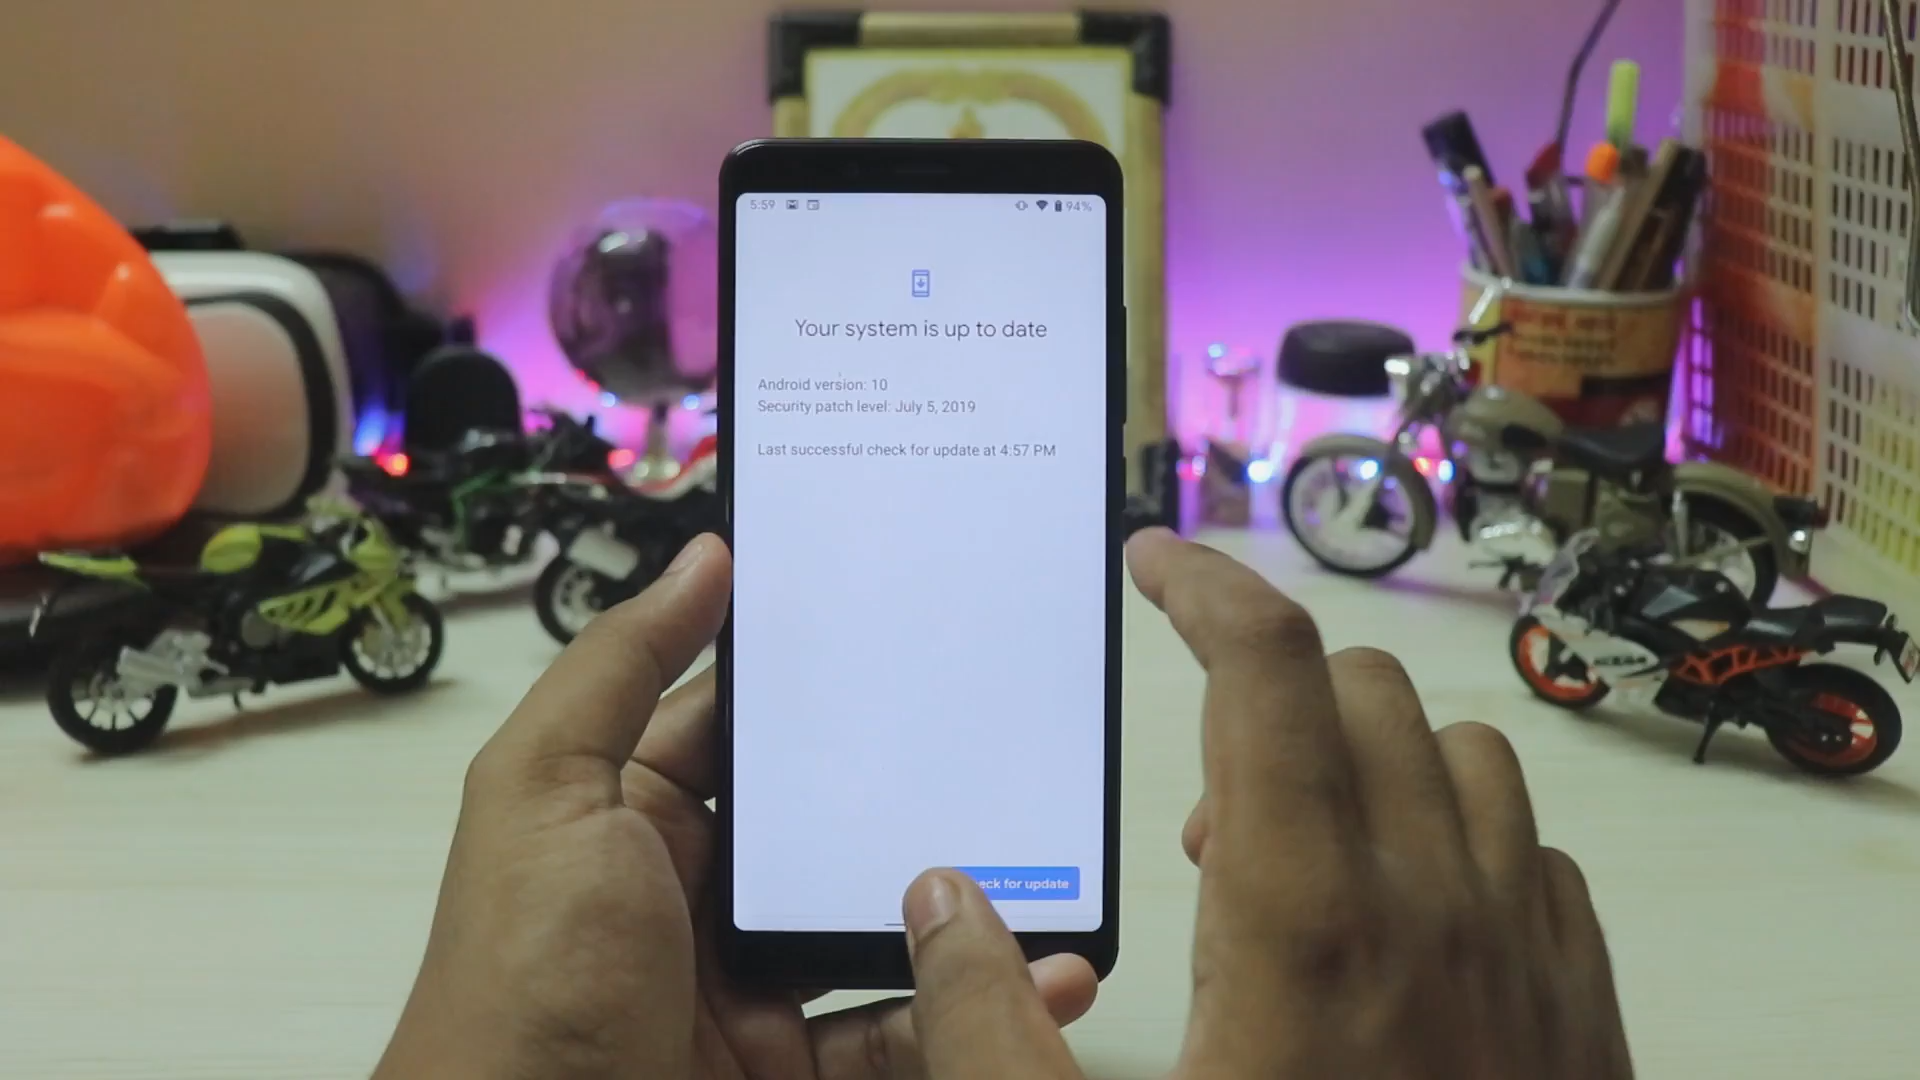 5:59
94%
Your system is up to date
Android version: 10
Security patch level: July 5, 2019
Last successful check for update at 4:57 PM
eck for update